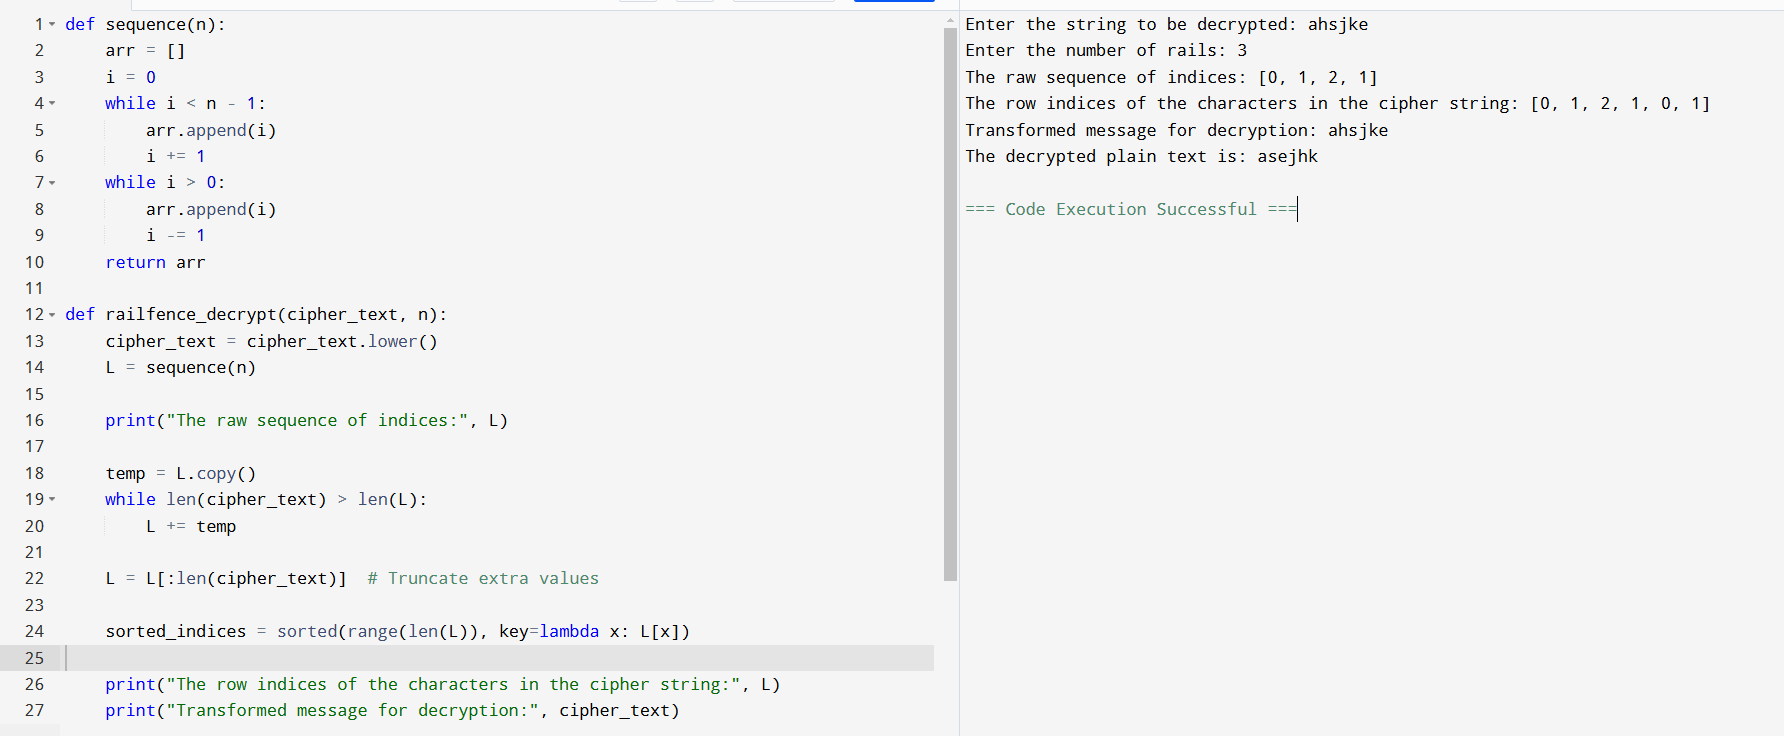 1 def sequence(n):
2     arr = []
3     i = 0
4     while i < n - 1:
5         arr.append(i)
6         i += 1
7     while i > 0:
8         arr.append(i)
9         i -= 1
10     return arr
11
12 def railfence_decrypt(cipher_text, n):
13     cipher_text = cipher_text.lower()
14     L = sequence(n)
15
16     print("The raw sequence of indices:", L)
17
18     temp = L.copy()
19     while len(cipher_text) > len(L):
20         L += temp
21
22     L = L[:len(cipher_text)]  # Truncate extra values
23
24     sorted_indices = sorted(range(len(L)), key=lambda x: L[x])
25
26     print("The row indices of the characters in the cipher string:", L)
27     print("Transformed message for decryption:", cipher_text)
Enter the string to be decrypted: ahsjke
Enter the number of rails: 3
The raw sequence of indices: [0, 1, 2, 1]
The row indices of the characters in the cipher string: [0, 1, 2, 1, 0, 1]
Transformed message for decryption: ahsjke
The decrypted plain text is: asejhk
=== Code Execution Successful ===